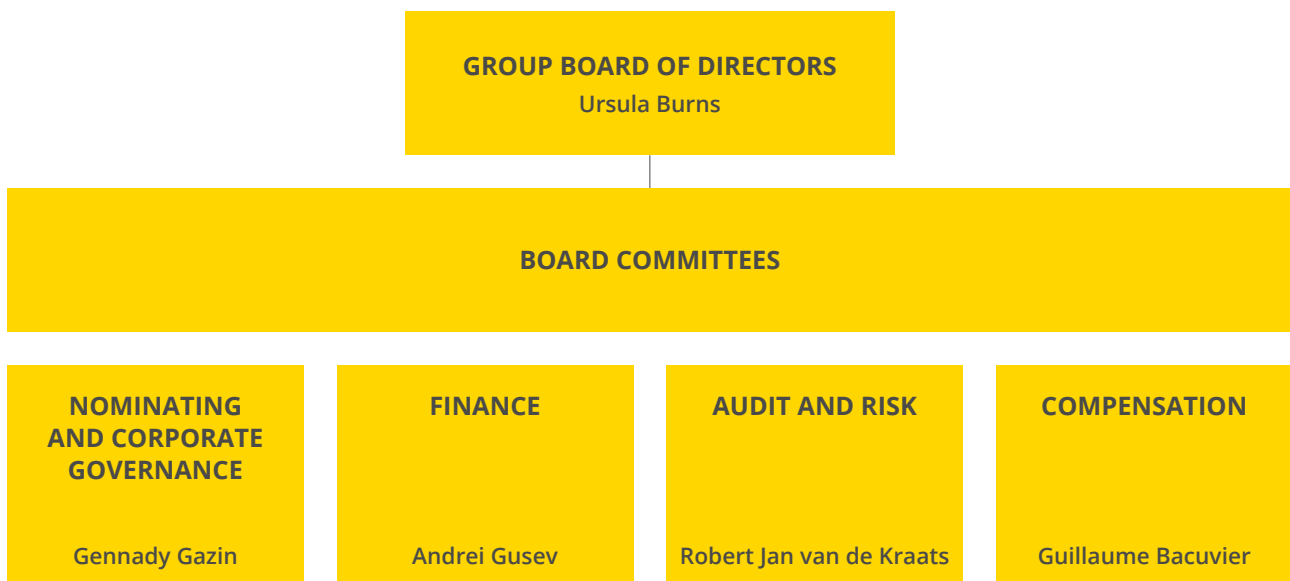 GROUP BOARD OF DIRECTORS
Ursula Burns
BOARD COMMITTEES
NOMINATING
AND CORPORATE
GOVERNANCE
Gennady Gazin
FINANCE
Andrei Gusev
AUDIT AND RISK
Robert Jan van de Kraats
COMPENSATION
Guillaume Bacuvier